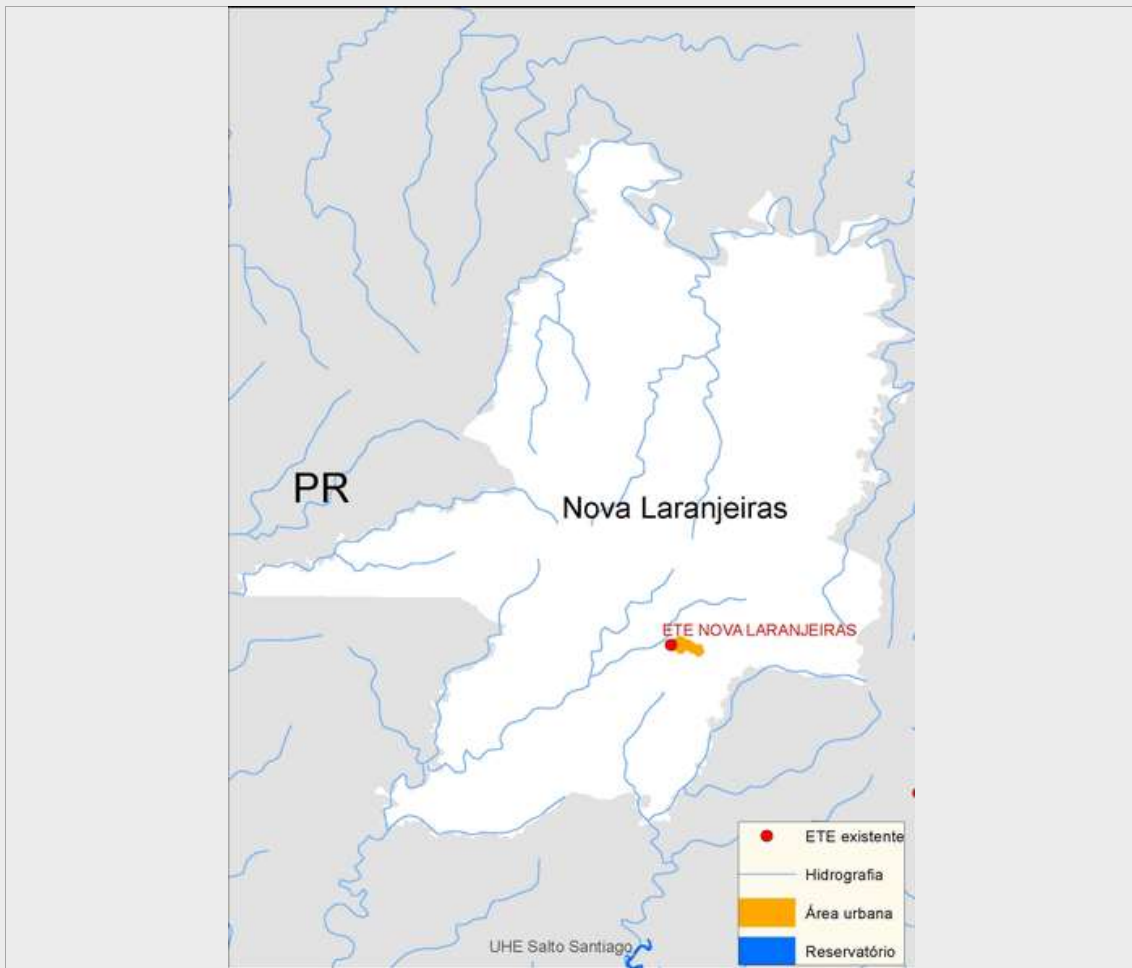 PR
Nova Laranjeiras
ETE NOVA LARANJEIRAS
ETE existente
Hidrografia
Área urbana
Reservatório
UHE Salto Santiago